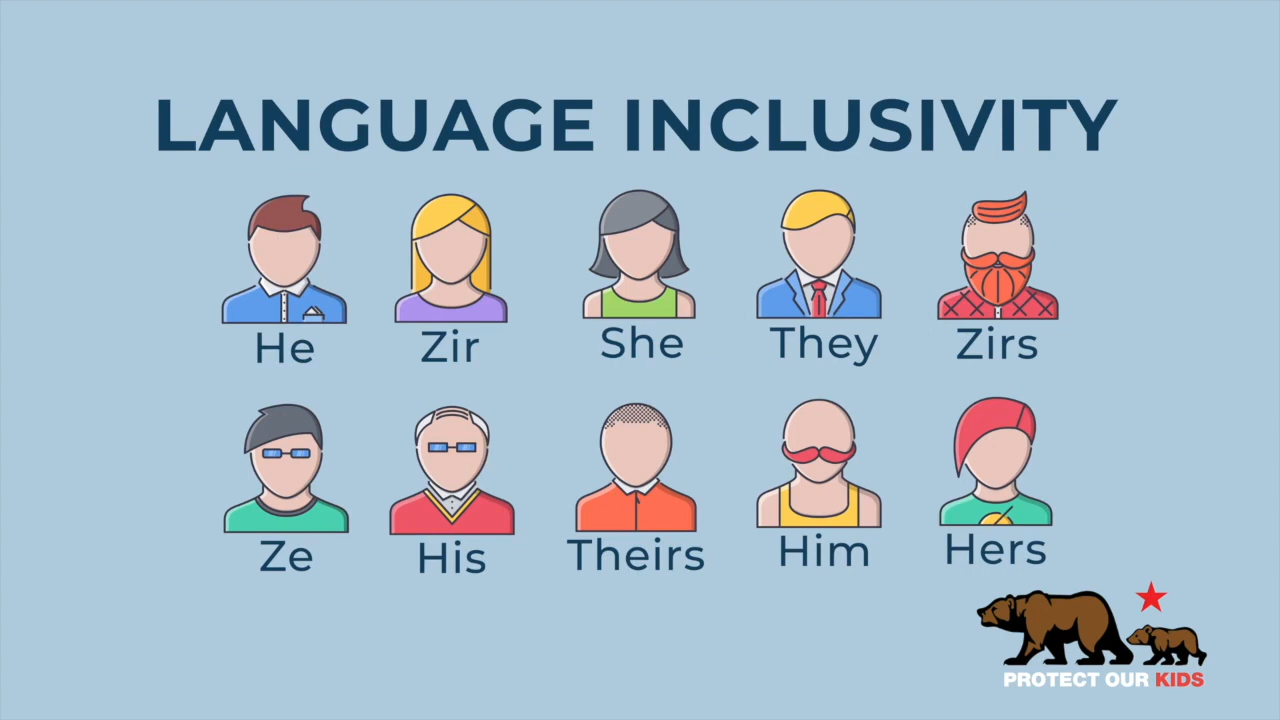 LANGUAGE INCLUSIVITY
He Zir She They Zirs
Ze His Theirs Him Hers
PROTECT OUR KIDS